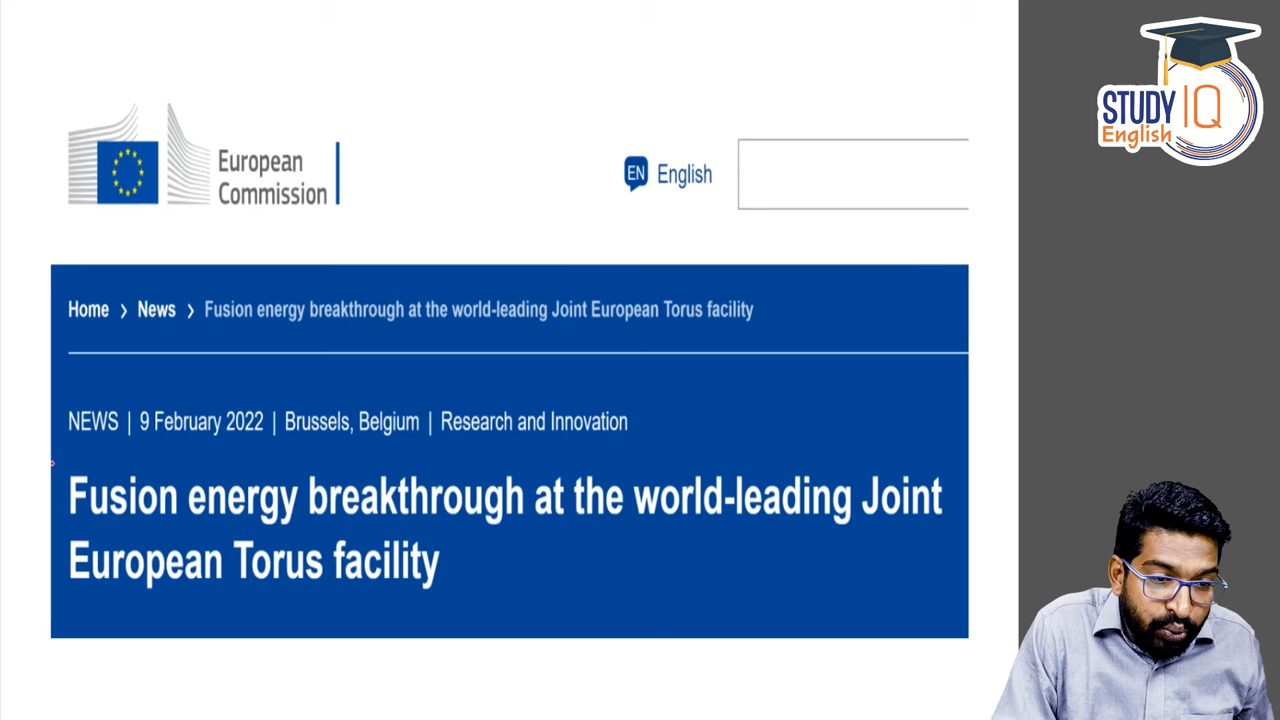 STUDY IQ
English
European
Commission
EN English
Home > News > Fusion energy breakthrough at the world-leading Joint European Torus facility
NEWS | 9 February 2022 | Brussels, Belgium | Research and Innovation
Fusion energy breakthrough at the world-leading Joint
European Torus facility